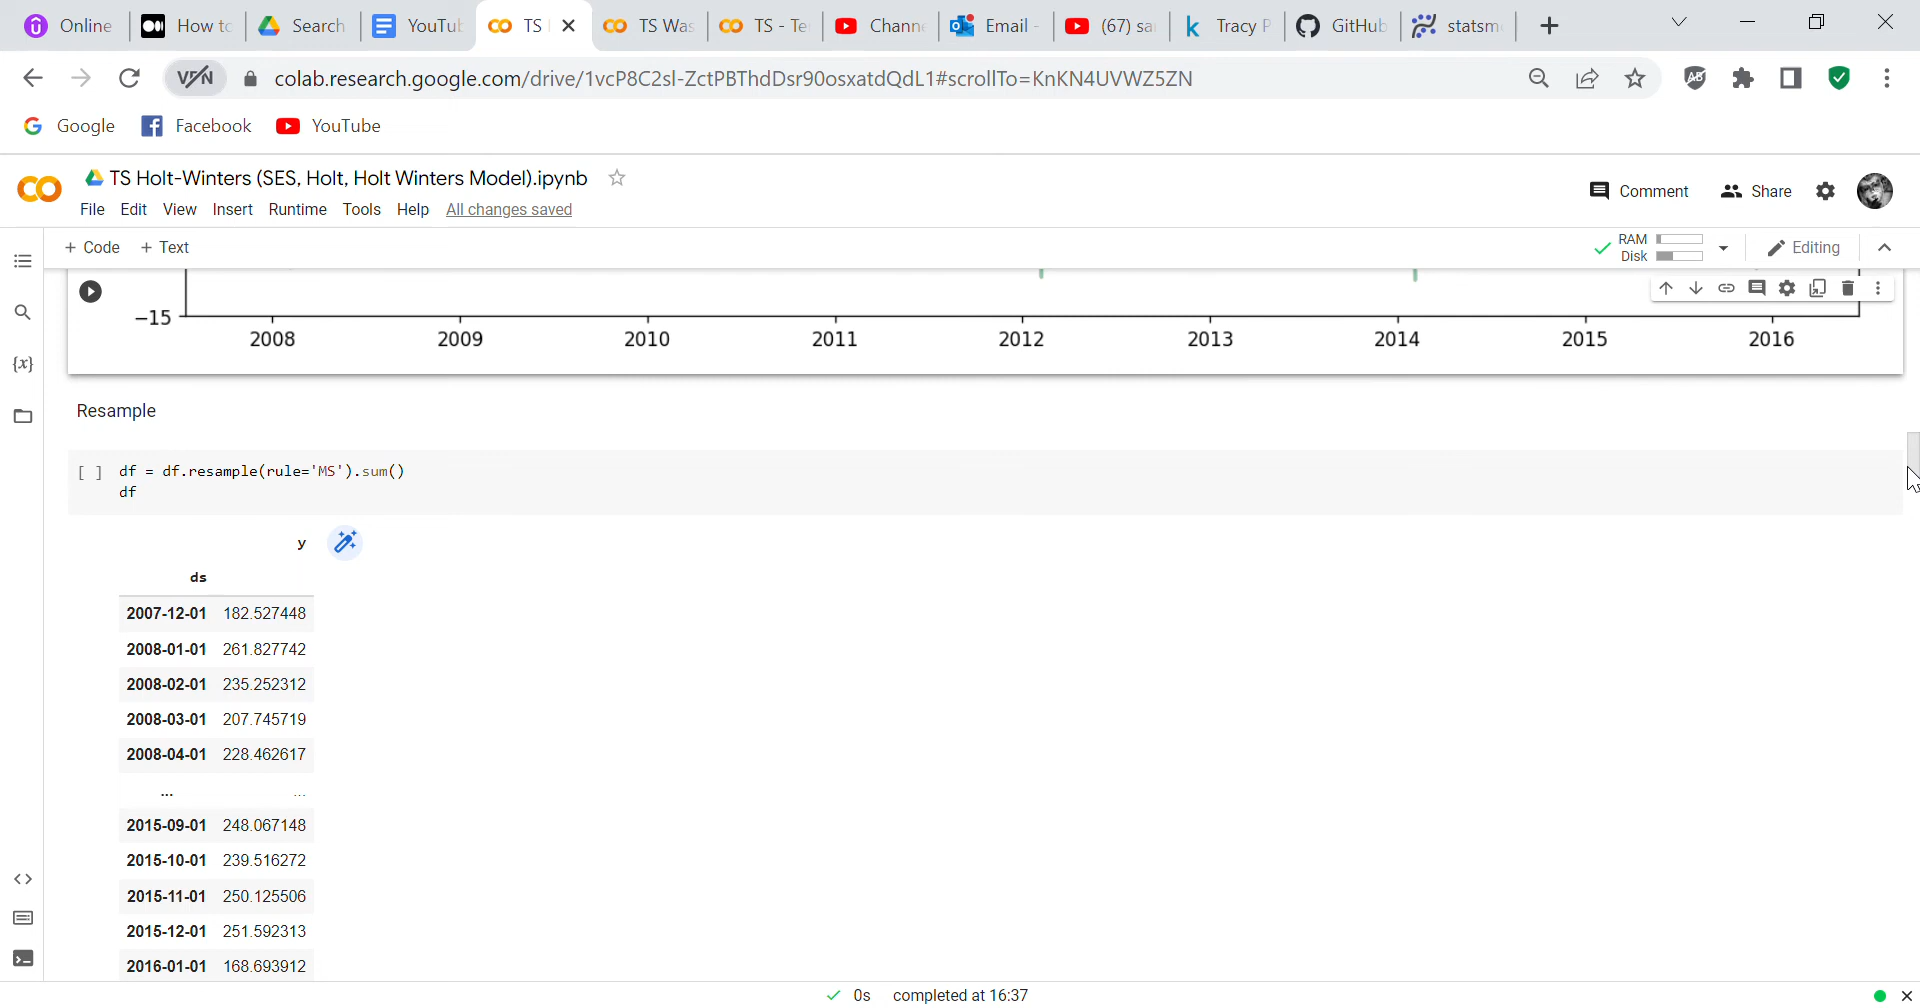 Online
How to
Search
YouTub
TS
TS Was
TS - Te
Chann
Email -
(67) sa
Tracy P
GitHub
statsm
VPN colab.research.google.com/drive/1vcP8C2sl-ZctPBThdDsr90osxatdQdL1#scrollTo=KnKN4UVWZ5ZN
Google Facebook YouTube
TS Holt-Winters (SES, Holt, Holt Winters Model).ipynb
File Edit View Insert Runtime Tools Help All changes saved
Comment Share
+ Code + Text
RAM
Disk
Editing
-15
2008 2009 2010 2011 2012 2013 2014 2015 2016
Resample
[ ] df = df.resample(rule='MS').sum()
df
y
ds
2007-12-01 182.527448
2008-01-01 261.827742
2008-02-01 235.252312
2008-03-01 207.745719
2008-04-01 228.462617
... ...
2015-09-01 248.067148
2015-10-01 239.516272
2015-11-01 250.125506
2015-12-01 251.592313
2016-01-01 168.693912
0s completed at 16:37